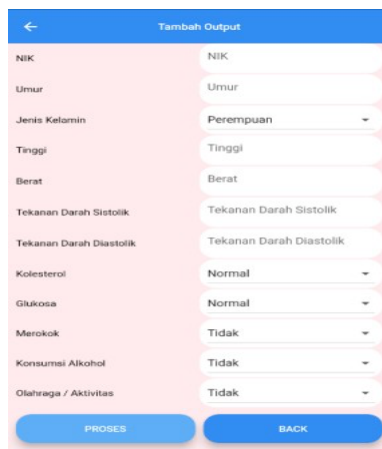 Tambah Output
NIK NIK
Umur Umur
Jenis Kelamin Perempuan
Tinggi Tinggi
Berat Berat
Tekanan Darah Sistolik Tekanan Darah Sistolik
Tekanan Darah Diastolik Tekanan Darah Diastolik
Kolesterol Normal
Glukosa Normal
Merokok Tidak
Konsumsi Alkohol Tidak
Olahraga / Aktivitas Tidak
PROSES BACK